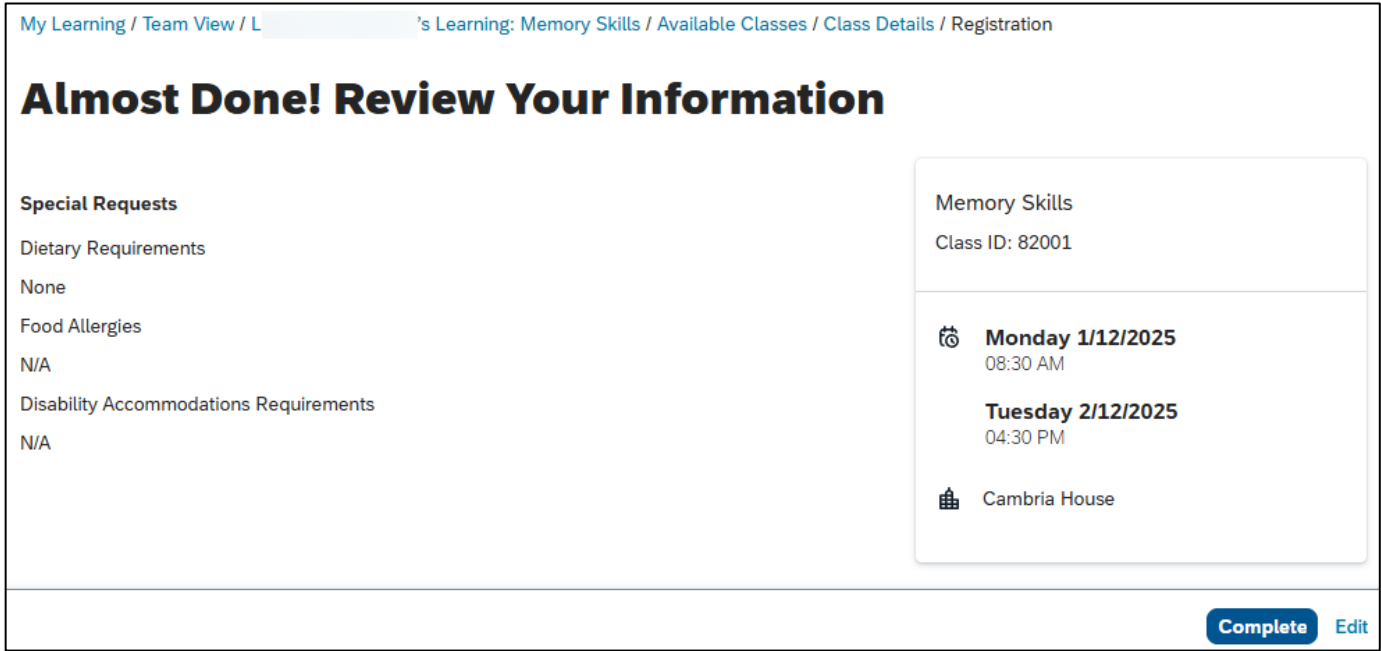 My Learning / Team View / L 's Learning: Memory Skills / Available Classes / Class Details / Registration
Almost Done! Review Your Information
Special Requests
Dietary Requirements
None
Food Allergies
N/A
Disability Accommodations Requirements
N/A
Memory Skills
Class ID: 82001
Monday 1/12/2025
08:30 AM
Tuesday 2/12/2025
04:30 PM
Cambria House
Complete Edit